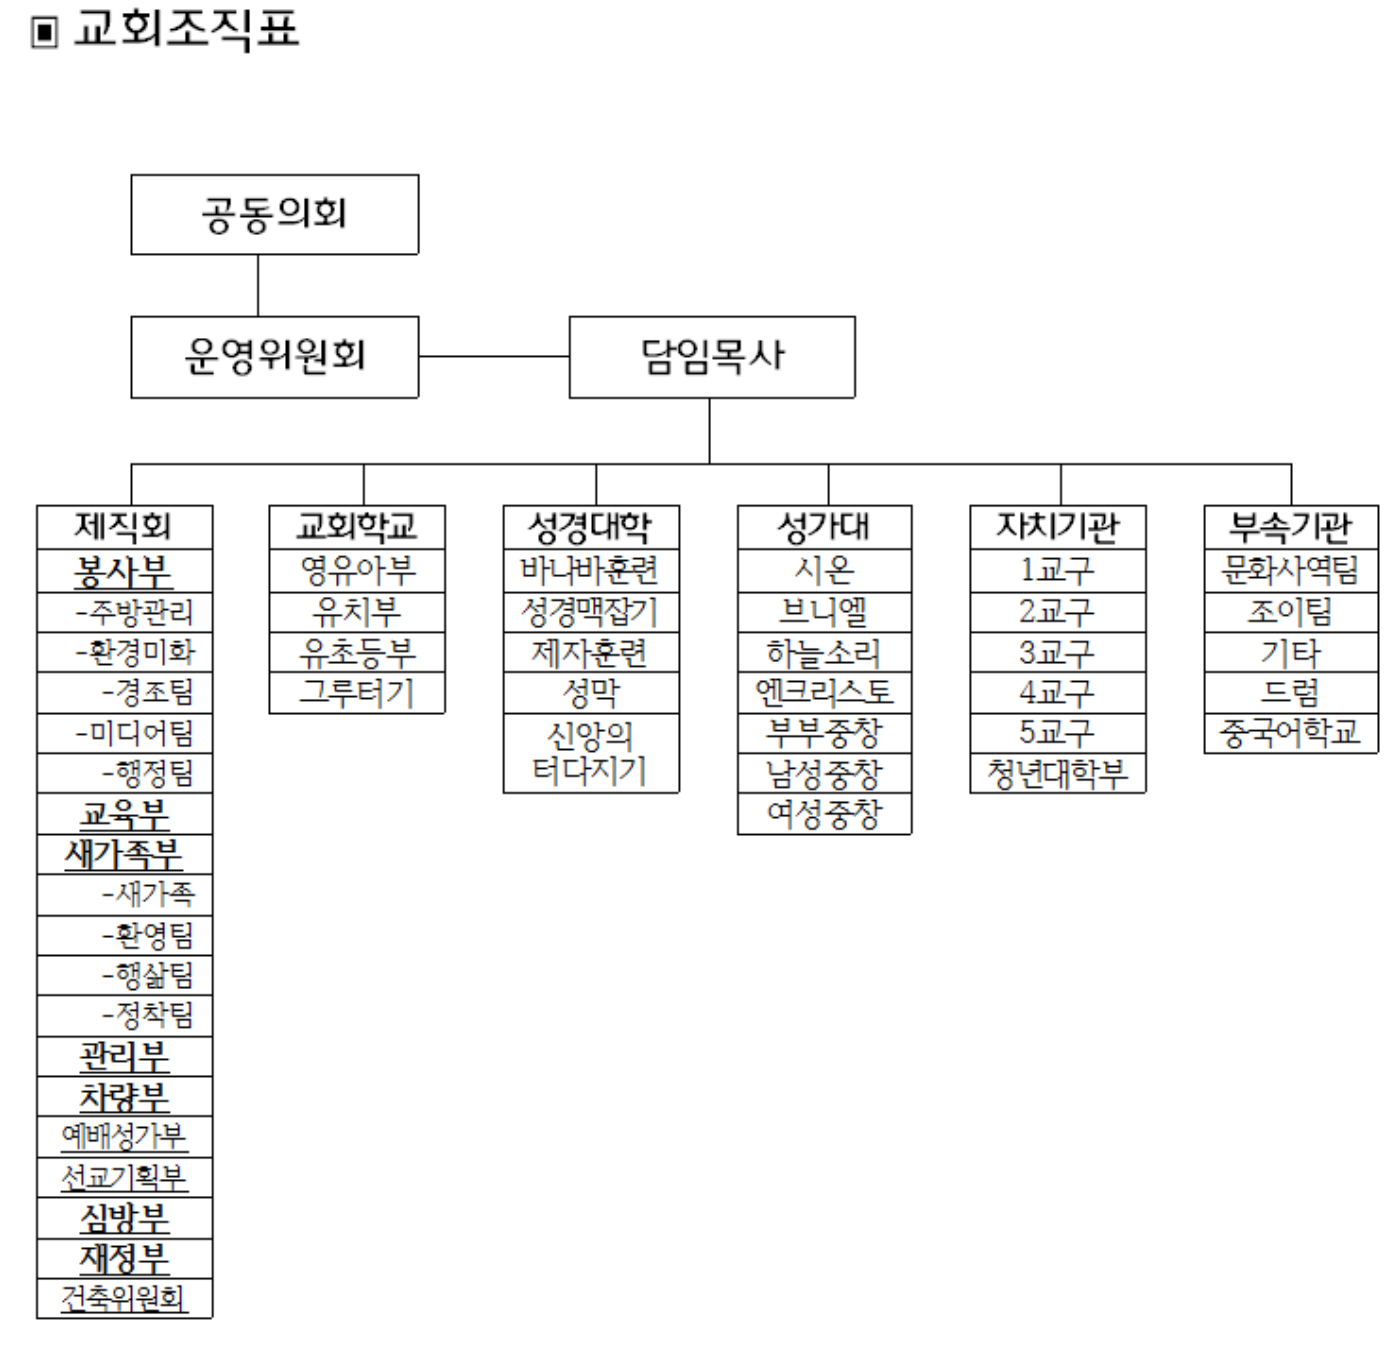 ▣ 교회조직표
공동의회
운영위원회
담임목사
제직회
봉사부
-주방관리
-환경미화
-경조팀
-미디어팀
-행정팀
교육부
새가족부
-새가족
-환영팀
-행삶팀
-정착팀
관리부
차량부
예배성가부
선교기획부
심방부
재정부
건축위원회
교회학교
영유아부
유치부
유초등부
그루터기
성경대학
바나바훈련
성경맥잡기
제자훈련
성막
신앙의
터다지기
성가대
시온
브니엘
하늘소리
엔크리스토
부부중창
남성중창
여성중창
자치기관
1교구
2교구
3교구
4교구
5교구
청년대학부
부속기관
문화사역팀
조이팀
기타
드럼
중국어학교